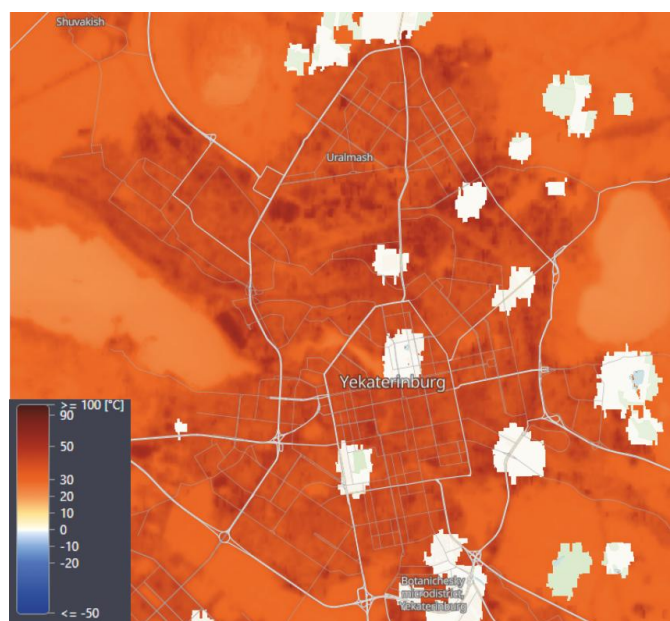 Shuvakish
Uralmash
Yekaterinburg
>= 100 [°C]
90
50
30
20
10
0
-10
-20
<= -50
Botanichesky
microdistrict,
Yekaterinburg